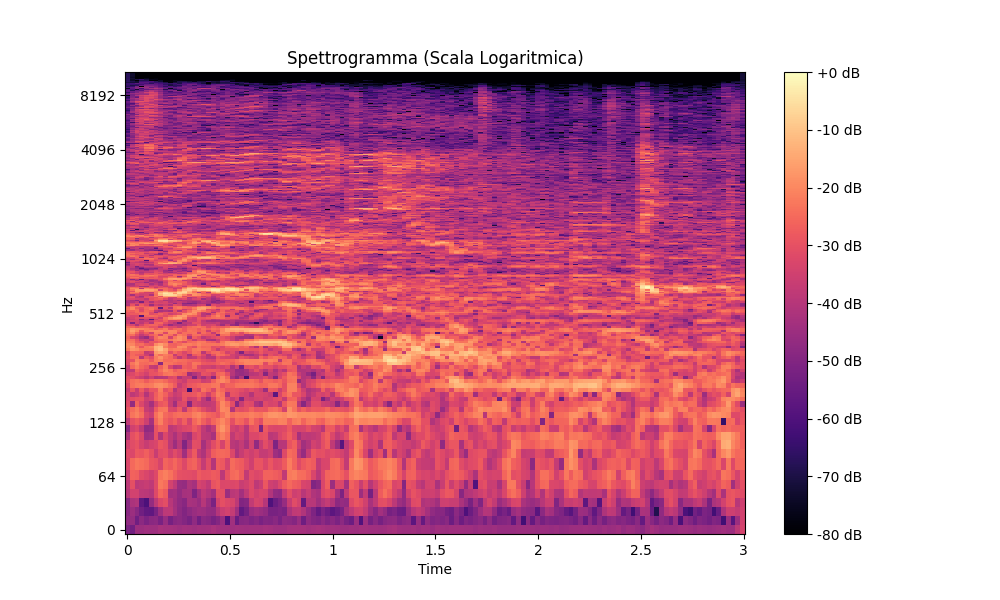 Spettrogramma (Scala Logaritmica)
Hz
8192
4096
2048
1024
512
256
128
64
0
0
0.5
1
1.5
2
2.5
3
Time
+0 dB
-10 dB
-20 dB
-30 dB
-40 dB
-50 dB
-60 dB
-70 dB
-80 dB